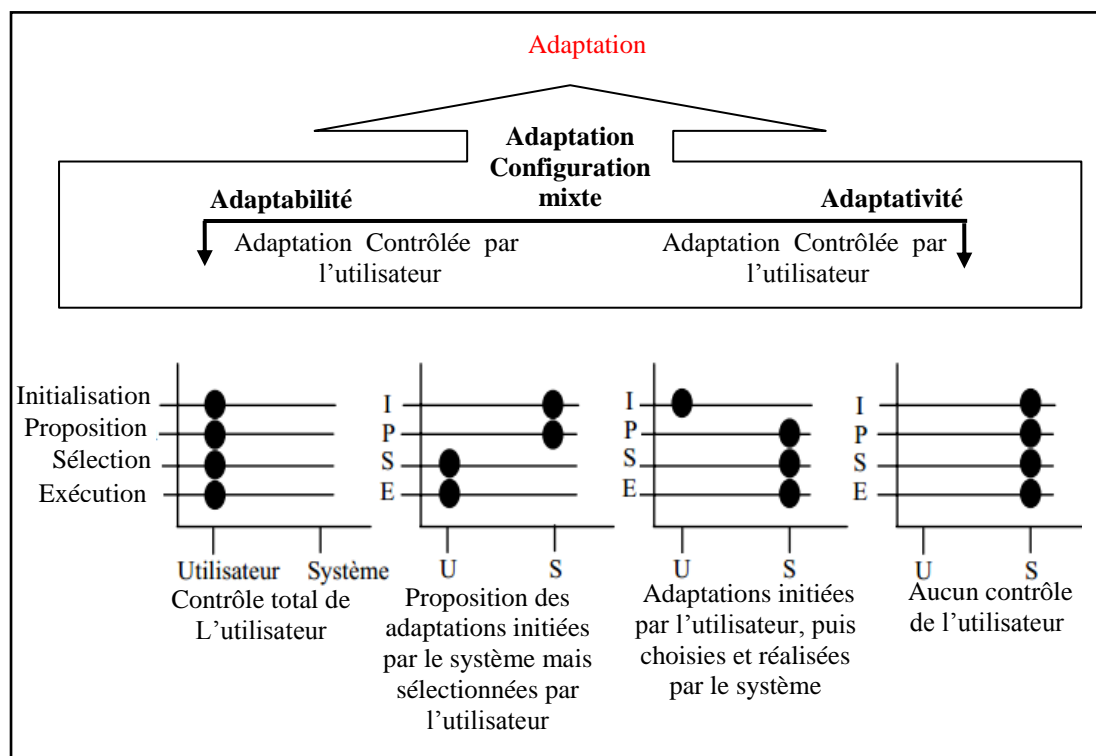 Adaptation
Adaptation
Configuration
mixte
Adaptabilité
Adaptativité
Adaptation Contrôlée par
l’utilisateur
Adaptation Contrôlée par
l’utilisateur
Initialisation
Proposition
Sélection
Exécution
Utilisateur Système
Contrôle total de
L’utilisateur
I
P
S
E
U S
Proposition des
adaptations initiées
par le système mais
sélectionnées par
l’utilisateur
I
P
S
E
U S
Adaptations initiées
par l’utilisateur, puis
choisies et réalisées
par le système
I
P
S
E
U S
Aucun contrôle
de l’utilisateur